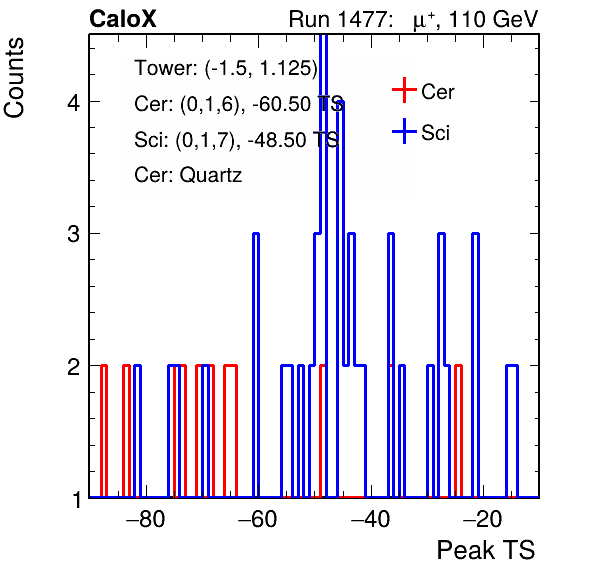 CaloX Run 1477: μ⁺, 110 GeV
Counts
Tower: (-1.5, 1.125)
Cer: (0,1,6), -60.50 TS
Sci: (0,1,7), -48.50 TS
Cer: Quartz
Cer
Sci
4
3
2
1
−80 −60 −40 −20
Peak TS